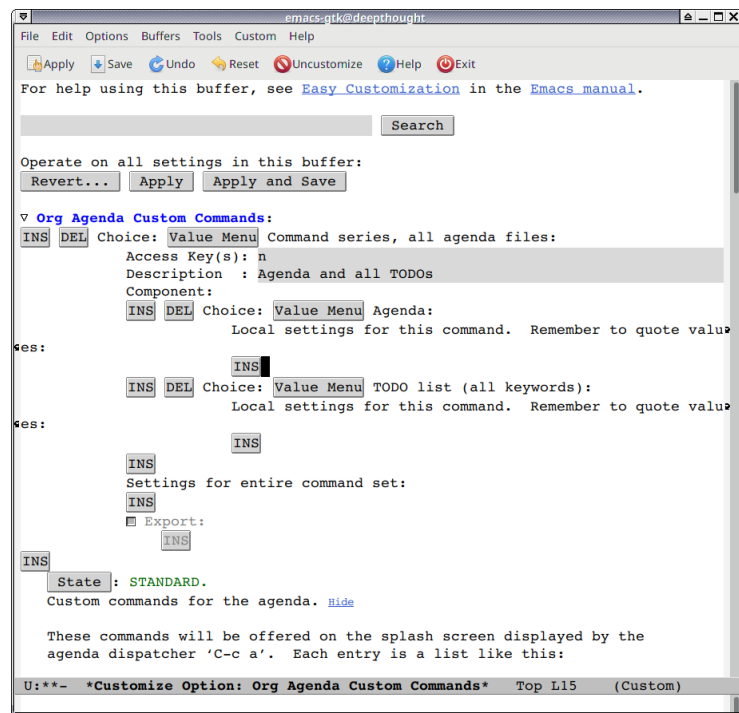 emacs-gtk@deepthought
File Edit Options Buffers Tools Custom Help
Apply Save Undo Reset Uncustomize Help Exit
For help using this buffer, see Easy Customization in the Emacs manual.
Search
Operate on all settings in this buffer:
Revert... Apply Apply and Save
Org Agenda Custom Commands:
INS DEL Choice: Value Menu Command series, all agenda files:
Access Key(s): n
Description : Agenda and all TODOs
Component:
INS DEL Choice: Value Menu Agenda:
Local settings for this command.  Remember to quote valu
es:
INS
INS DEL Choice: Value Menu TODO list (all keywords):
Local settings for this command.  Remember to quote valu
es:
INS
INS
Settings for entire command set:
INS
Export:
INS
INS
State : STANDARD.
Custom commands for the agenda. Hide
These commands will be offered on the splash screen displayed by the
agenda dispatcher ‘C-c a’.  Each entry is a list like this:
U:**-  *Customize Option: Org Agenda Custom Commands*   Top L15    (Custom)